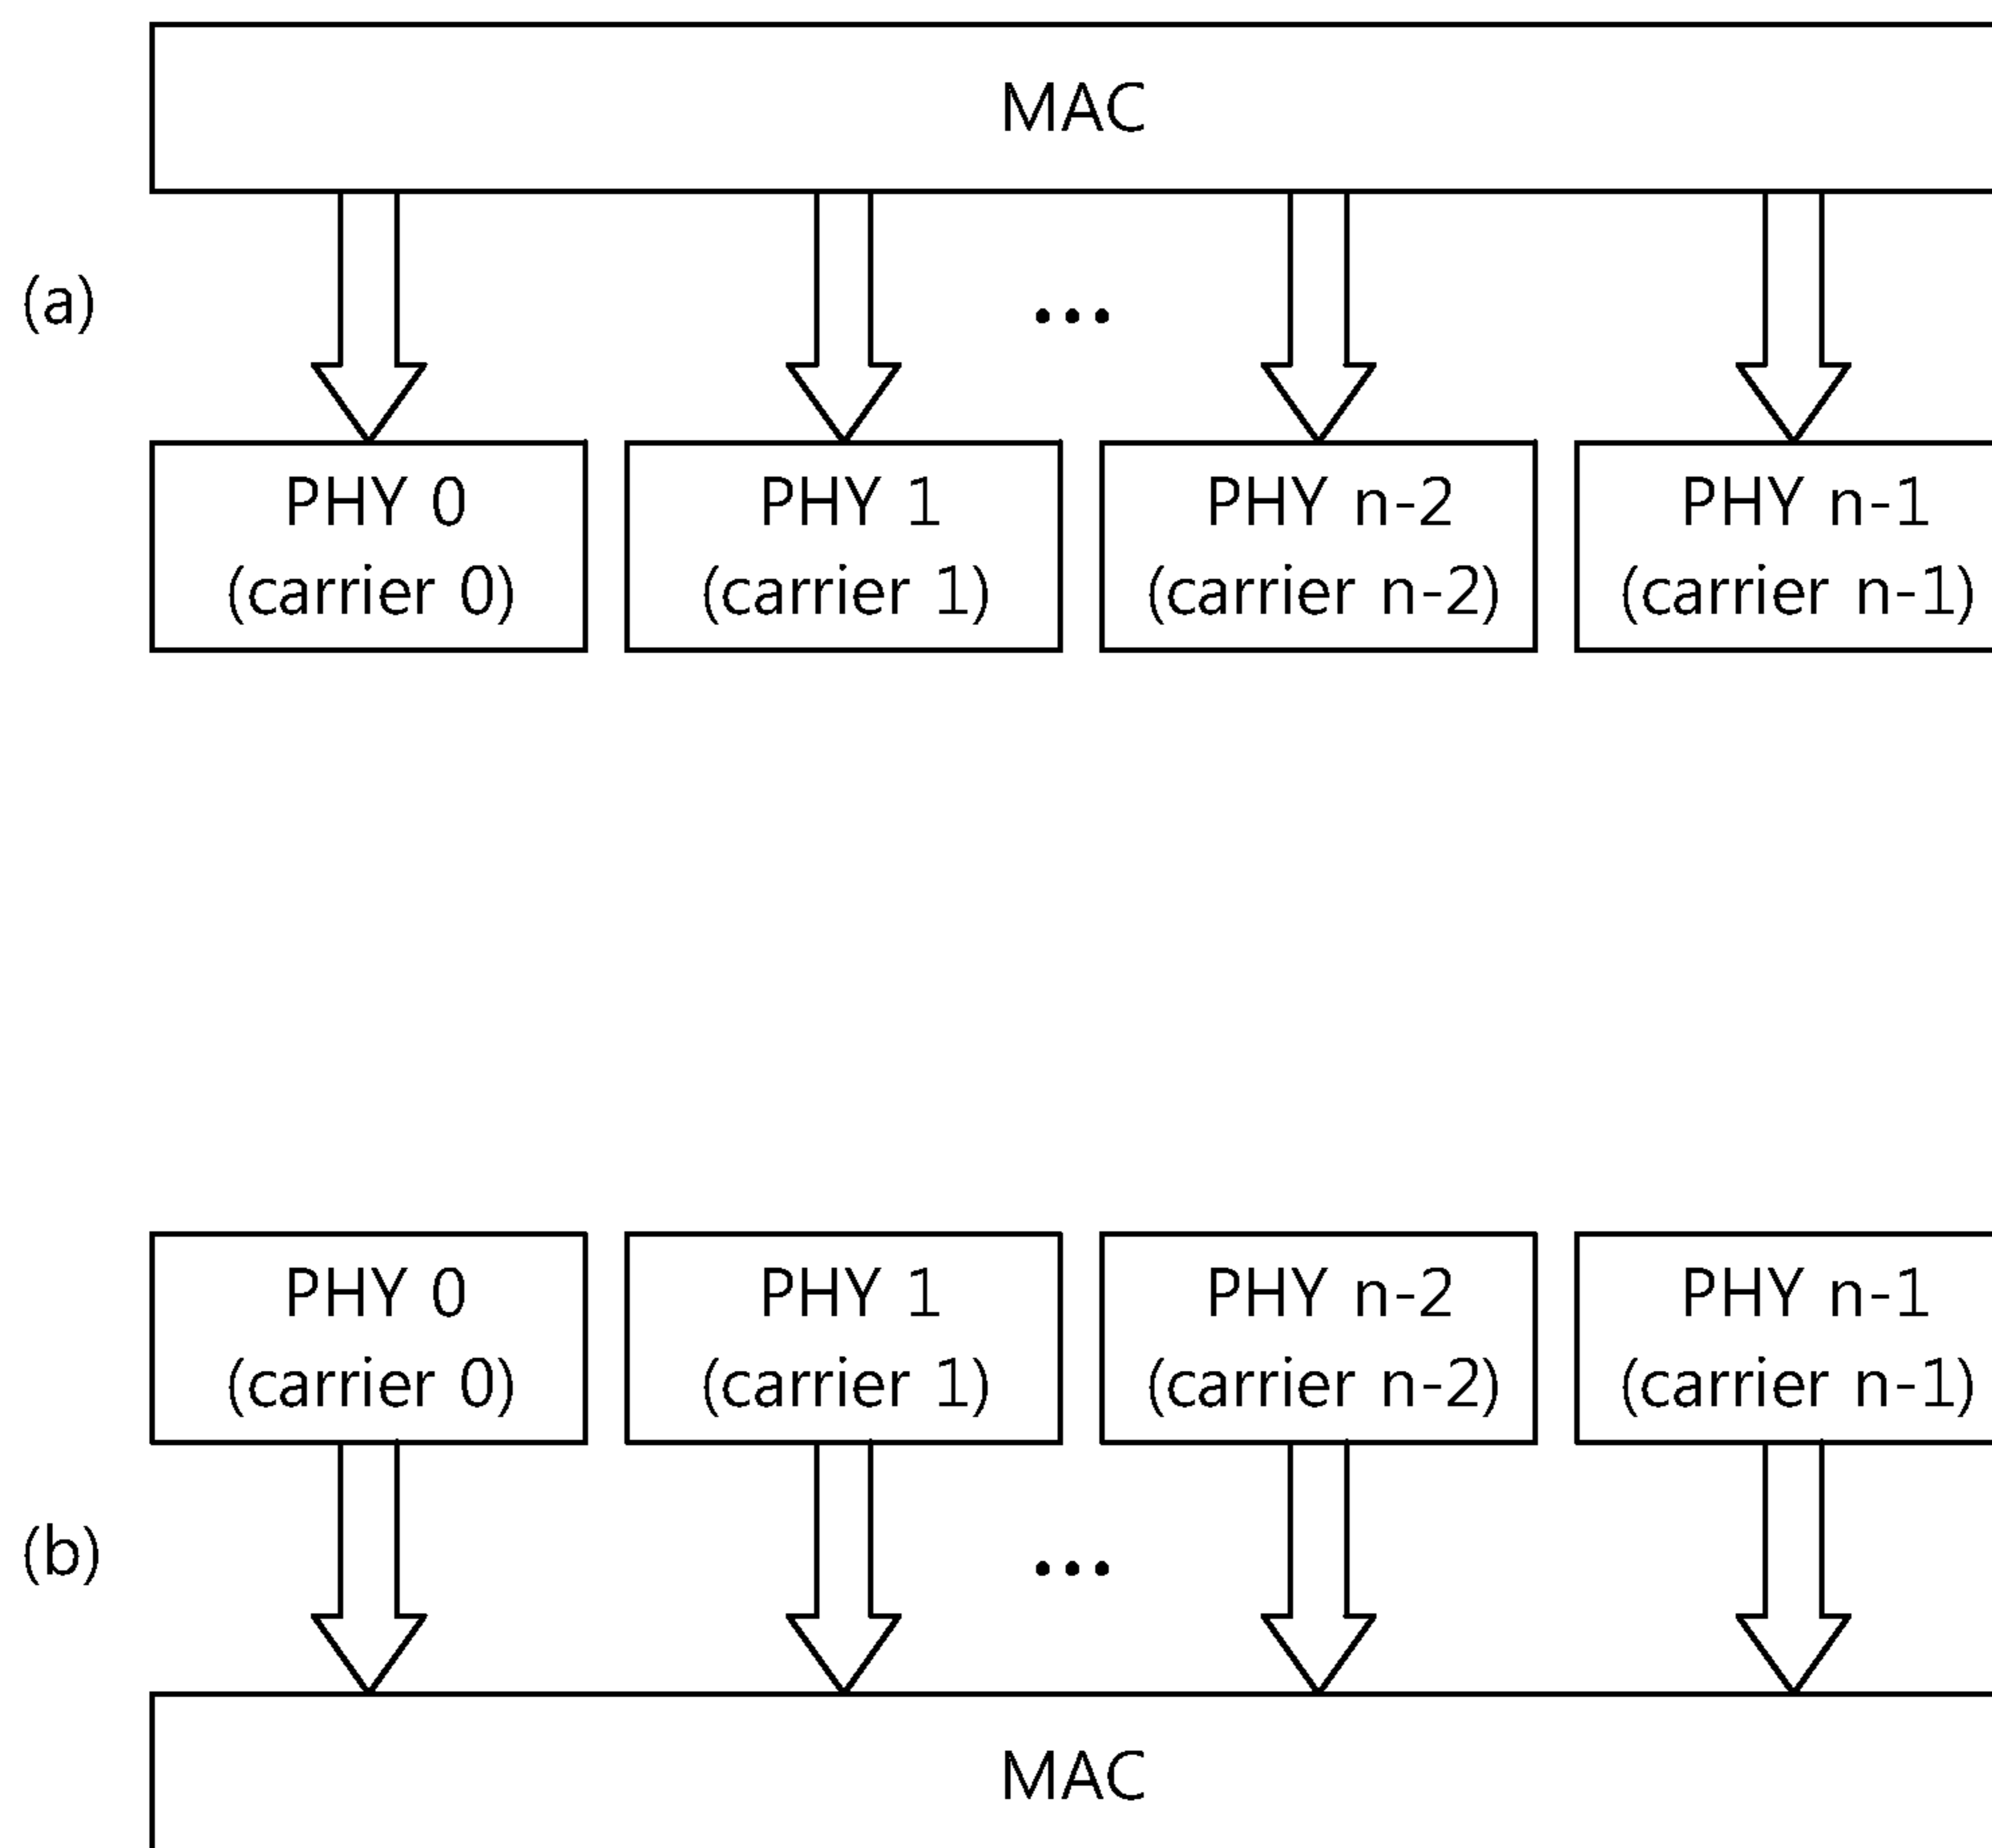 MAC
(a)
...
PHY 0
(carrier 0)
PHY 1
(carrier 1)
PHY n-2
(carrier n-2)
PHY n-1
(carrier n-1)
PHY 0
(carrier 0)
PHY 1
(carrier 1)
PHY n-2
(carrier n-2)
PHY n-1
(carrier n-1)
(b)
...
MAC